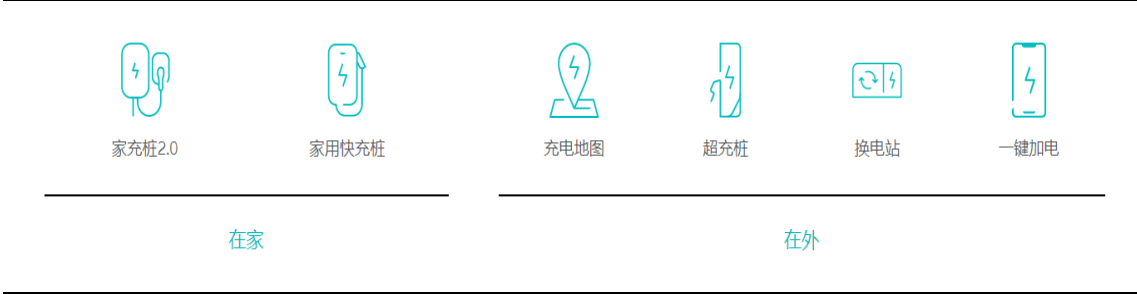 家充桩2.0
家用快充桩
充电地图
超充桩
换电站
一键加电
在家
在外